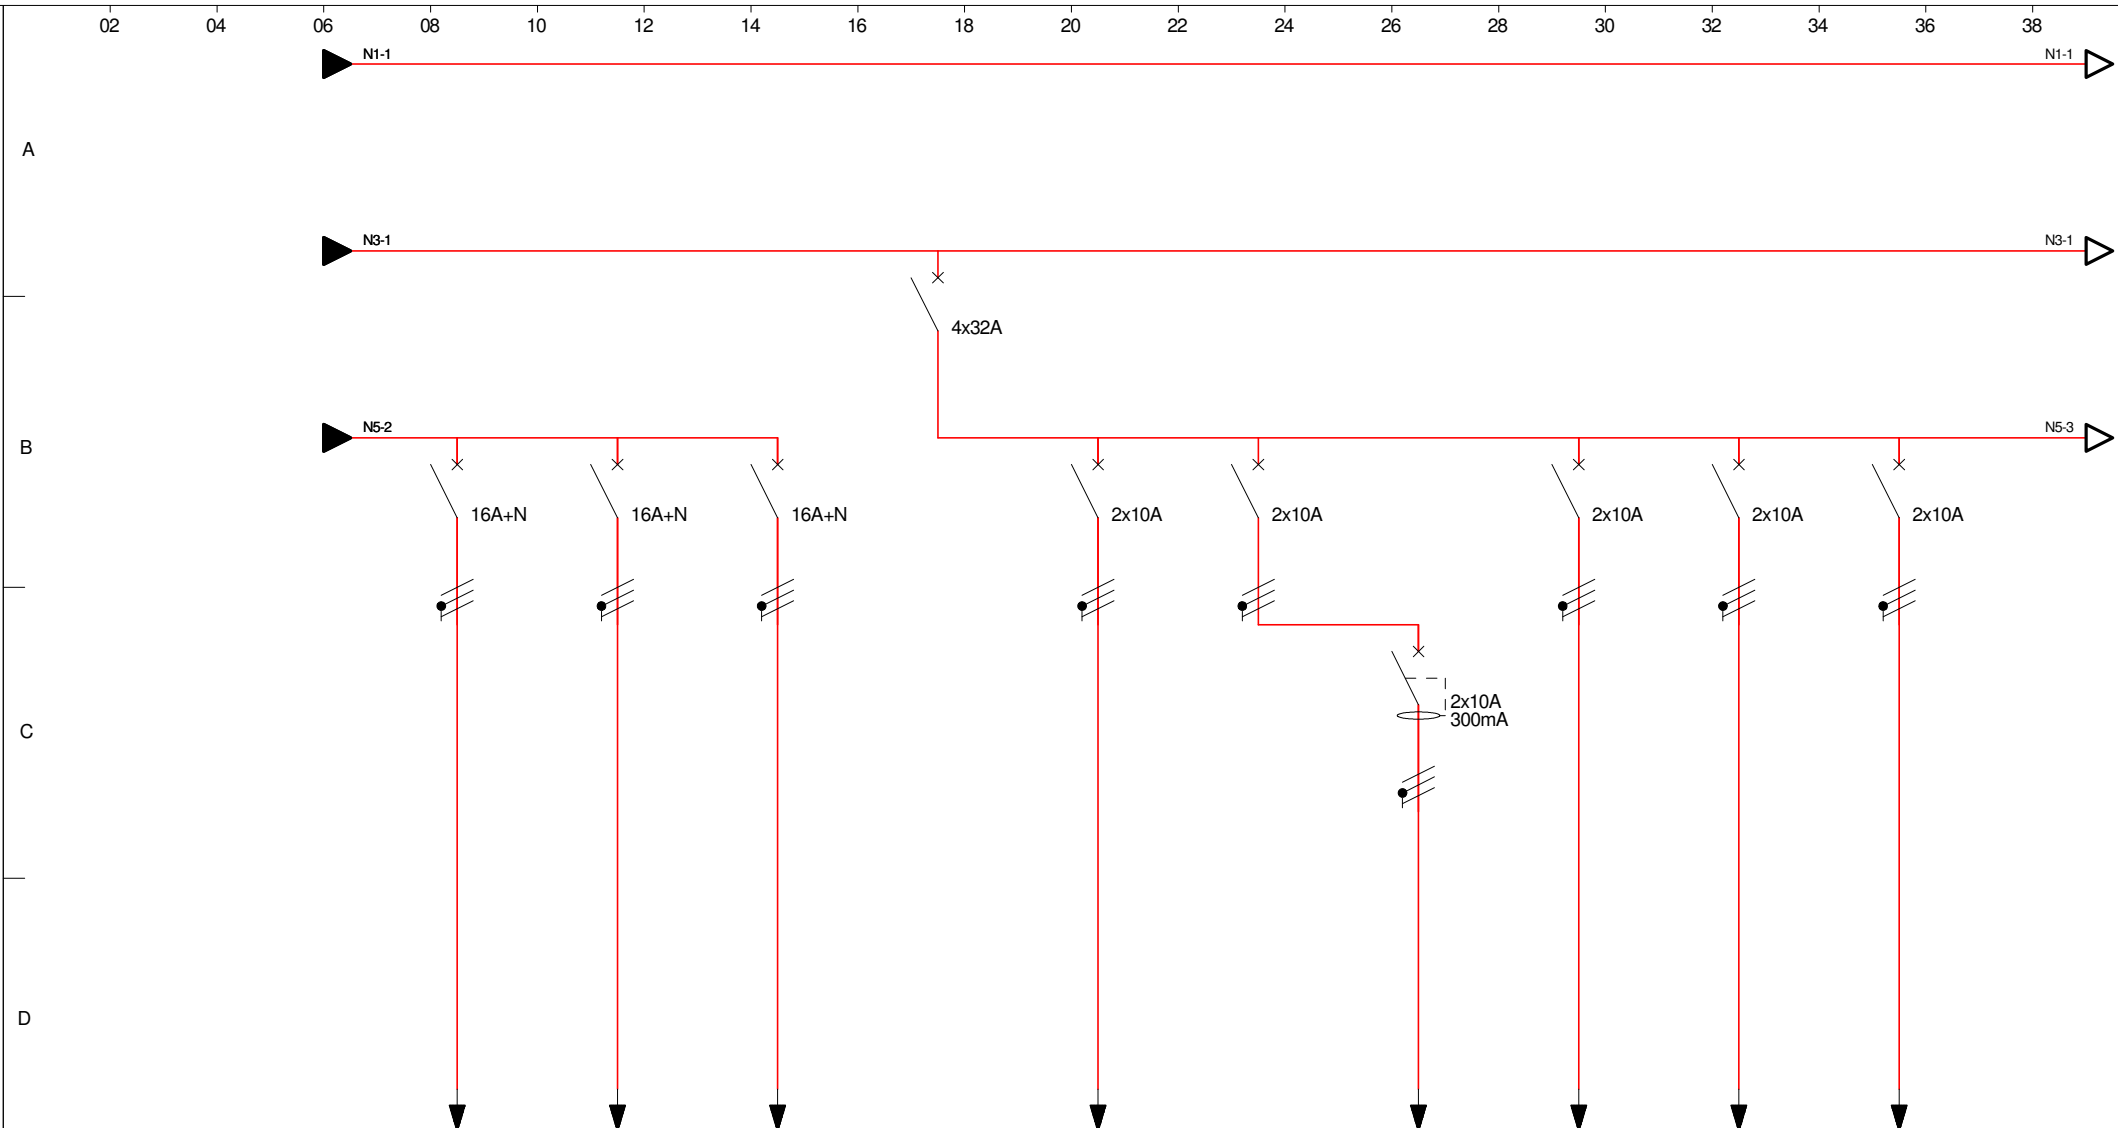 02 04 06 08 10 12 14 16 18 20 22 24 26 28 30 32 34 36 38
N1-1 N1-1
A
N3-1 N3-1
4x32A
N5-2 N5-3
B
16A+N 16A+N 16A+N 2x10A 2x10A 2x10A 2x10A 2x10A
2x10A
300mA
C
D